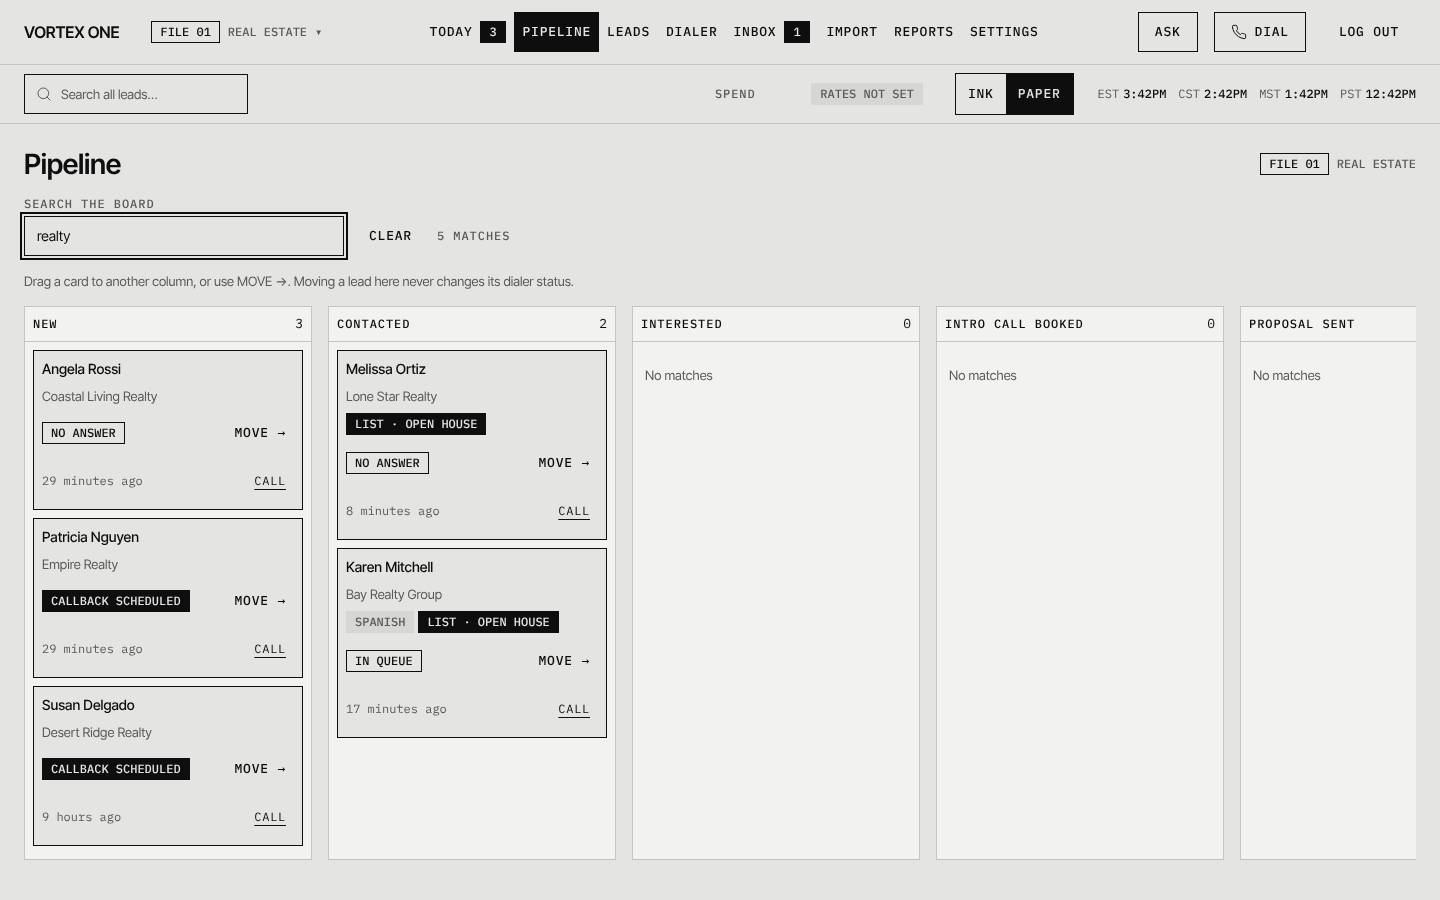 VORTEX ONE FILE 01 REAL ESTATE ▾ TODAY 3 PIPELINE LEADS DIALER INBOX 1 IMPORT REPORTS SETTINGS ASK DIAL LOG OUT
Search all leads... SPEND RATES NOT SET INK PAPER EST 3:42PM CST 2:42PM MST 1:42PM PST 12:42PM
Pipeline FILE 01 REAL ESTATE
SEARCH THE BOARD
realty CLEAR 5 MATCHES
Drag a card to another column, or use MOVE →. Moving a lead here never changes its dialer status.
NEW 3
Angela Rossi
Coastal Living Realty
NO ANSWER MOVE →
29 minutes ago CALL
Patricia Nguyen
Empire Realty
CALLBACK SCHEDULED MOVE →
29 minutes ago CALL
Susan Delgado
Desert Ridge Realty
CALLBACK SCHEDULED MOVE →
9 hours ago CALL
CONTACTED 2
Melissa Ortiz
Lone Star Realty
LIST · OPEN HOUSE
NO ANSWER MOVE →
8 minutes ago CALL
Karen Mitchell
Bay Realty Group
SPANISH LIST · OPEN HOUSE
IN QUEUE MOVE →
17 minutes ago CALL
INTERESTED 0
No matches
INTRO CALL BOOKED 0
No matches
PROPOSAL SENT
No matches